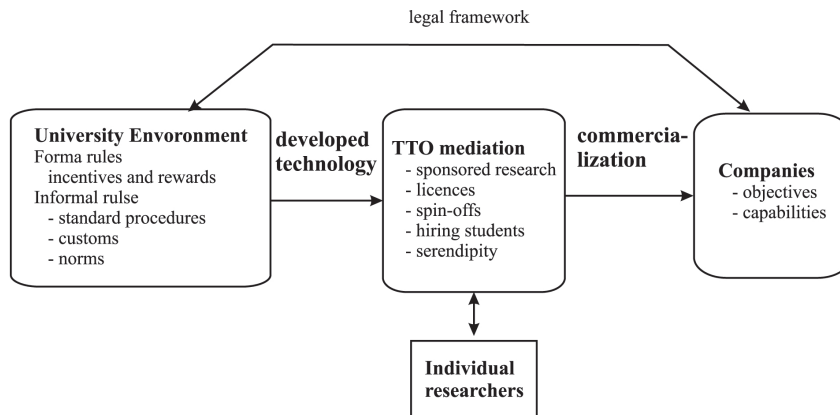 legal framework
University Envoronment
Forma rules
incentives and rewards
Informal rulse
- standard procedures
- customs
- norms
developed
technology
TTO mediation
- sponsored research
- licences
- spin-offs
- hiring students
- serendipity
commercia-
lization
Companies
- objectives
- capabilities
Individual
researchers